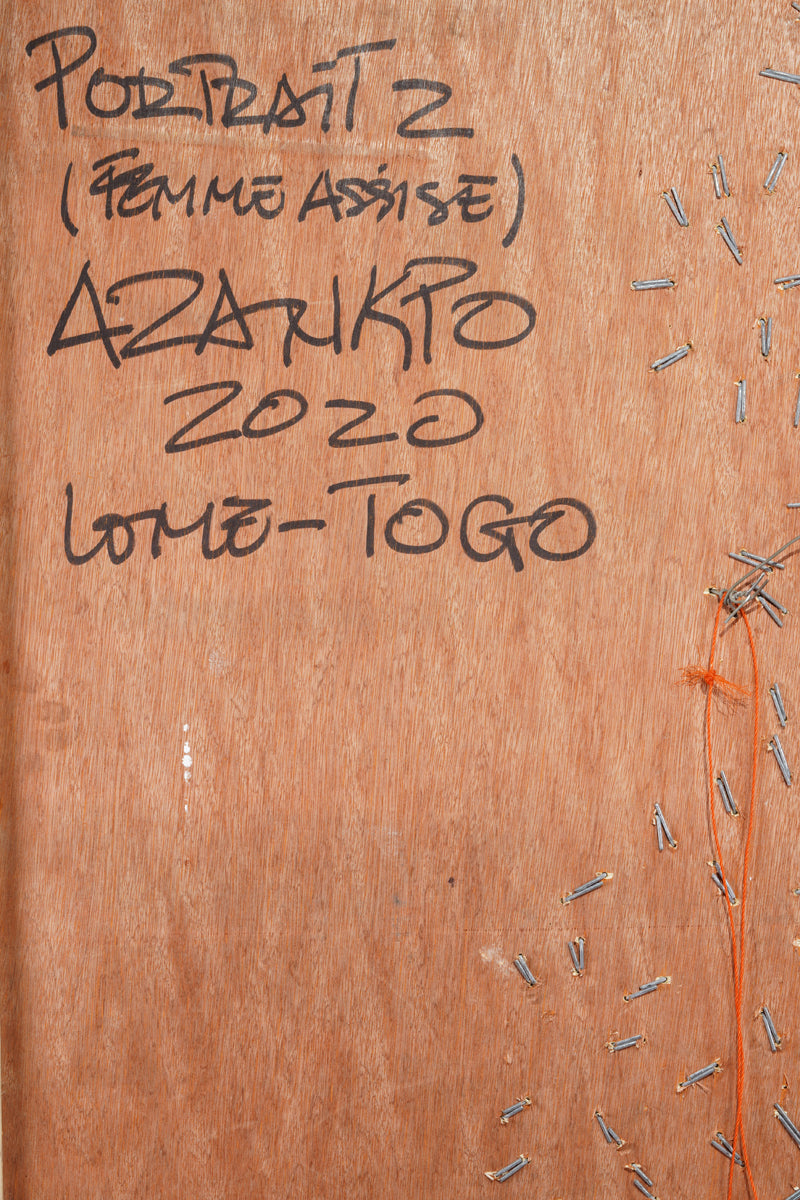 PORTRAiT 2
(FEMME ASSISE)
AZANKPO
2020
LOME-TOGO